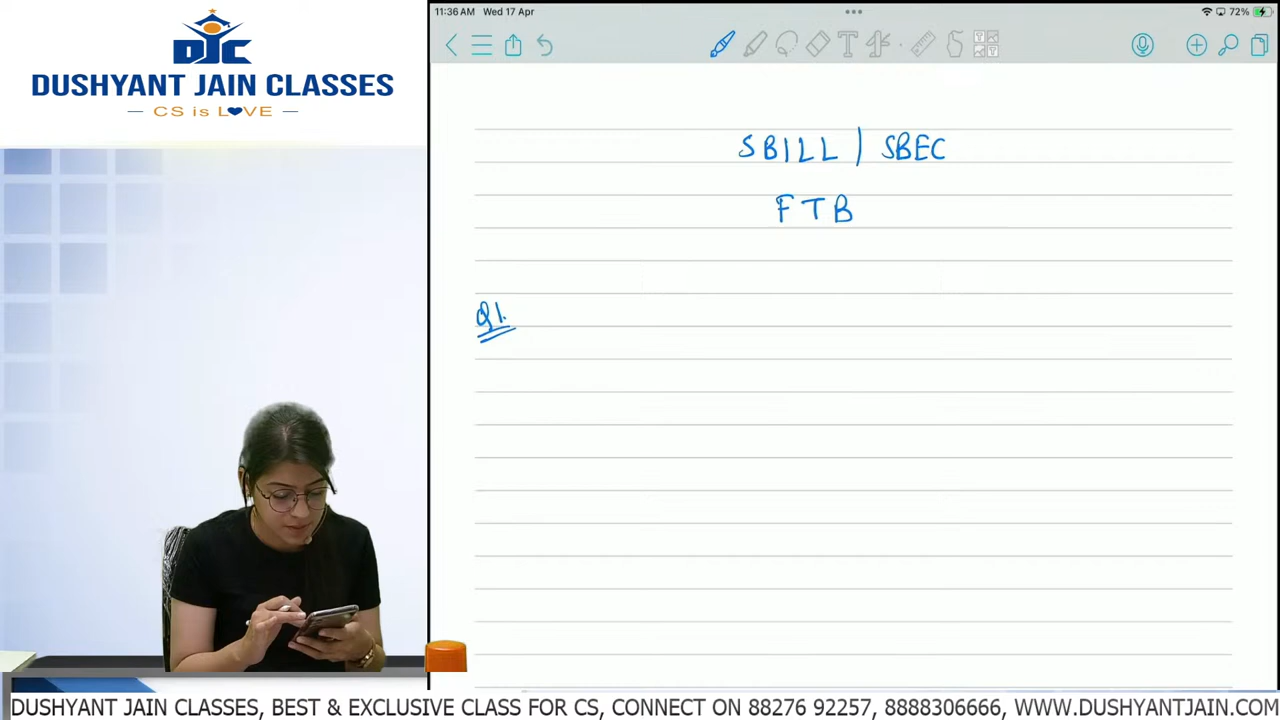 DJC
DUSHYANT JAIN CLASSES
— CS is LOVE —
11:36 AM Wed 17 Apr
72%
SBILL | SBEC
FTB
Q1.
DUSHYANT JAIN CLASSES, BEST & EXCLUSIVE CLASS FOR CS, CONNECT ON 88276 92257, 8888306666, WWW.DUSHYANTJAIN.COM